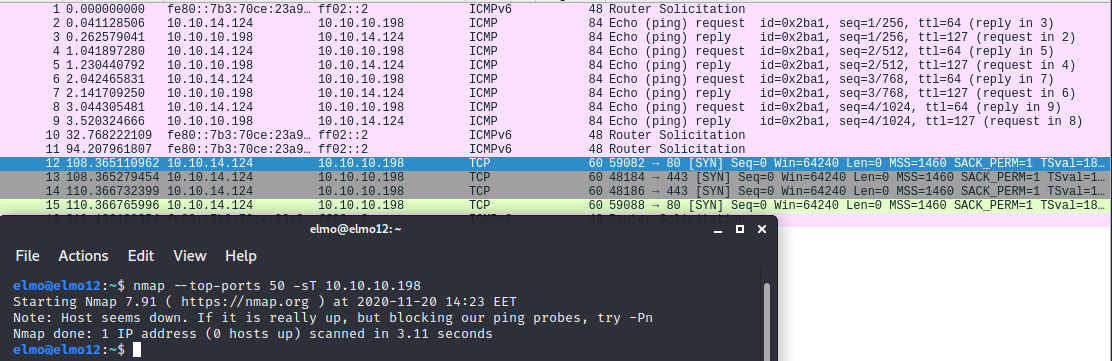 1 0.000000000 fe80::7b3:70ce:23a9… ff02::2 ICMPv6 48 Router Solicitation
2 0.041128506 10.10.14.124 10.10.10.198 ICMP 84 Echo (ping) request id=0x2ba1, seq=1/256, ttl=64 (reply in 3)
3 0.262579041 10.10.10.198 10.10.14.124 ICMP 84 Echo (ping) reply id=0x2ba1, seq=1/256, ttl=127 (request in 2)
4 1.041897280 10.10.14.124 10.10.10.198 ICMP 84 Echo (ping) request id=0x2ba1, seq=2/512, ttl=64 (reply in 5)
5 1.230440792 10.10.10.198 10.10.14.124 ICMP 84 Echo (ping) reply id=0x2ba1, seq=2/512, ttl=127 (request in 4)
6 2.042465831 10.10.14.124 10.10.10.198 ICMP 84 Echo (ping) request id=0x2ba1, seq=3/768, ttl=64 (reply in 7)
7 2.141709250 10.10.10.198 10.10.14.124 ICMP 84 Echo (ping) reply id=0x2ba1, seq=3/768, ttl=127 (request in 6)
8 3.044305481 10.10.14.124 10.10.10.198 ICMP 84 Echo (ping) request id=0x2ba1, seq=4/1024, ttl=64 (reply in 9)
9 3.520324666 10.10.10.198 10.10.14.124 ICMP 84 Echo (ping) reply id=0x2ba1, seq=4/1024, ttl=127 (request in 8)
10 32.768222109 fe80::7b3:70ce:23a9… ff02::2 ICMPv6 48 Router Solicitation
11 94.207961807 fe80::7b3:70ce:23a9… ff02::2 ICMPv6 48 Router Solicitation
12 108.365110962 10.10.14.124 10.10.10.198 TCP 60 59082 → 80 [SYN] Seq=0 Win=64240 Len=0 MSS=1460 SACK_PERM=1 TSval=18…
13 108.365279454 10.10.14.124 10.10.10.198 TCP 60 48184 → 443 [SYN] Seq=0 Win=64240 Len=0 MSS=1460 SACK_PERM=1 TSval=1…
14 110.366732399 10.10.14.124 10.10.10.198 TCP 60 48186 → 443 [SYN] Seq=0 Win=64240 Len=0 MSS=1460 SACK_PERM=1 TSval=1…
15 110.366765996 10.10.14.124 10.10.10.198 TCP 60 59088 → 80 [SYN] Seq=0 Win=64240 Len=0 MSS=1460 SACK_PERM=1 TSval=18…
elmo@elmo12: ~
File Actions Edit View Help
elmo@elmo12:~$ nmap --top-ports 50 -sT 10.10.10.198
Starting Nmap 7.91 ( https://nmap.org ) at 2020-11-20 14:23 EET
Note: Host seems down. If it is really up, but blocking our ping probes, try -Pn
Nmap done: 1 IP address (0 hosts up) scanned in 3.11 seconds
elmo@elmo12:~$